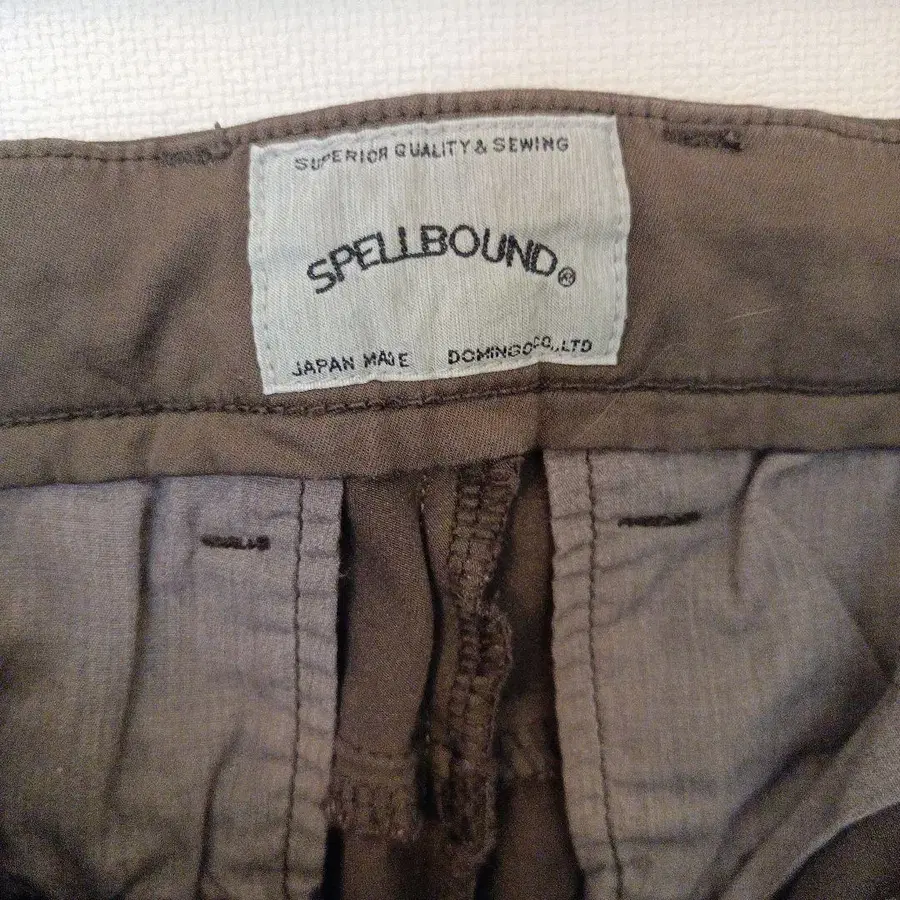 SUPERIOR QUALITY & SEWING
SPELLBOUND®
JAPAN MADE DOMINGO CO.,LTD